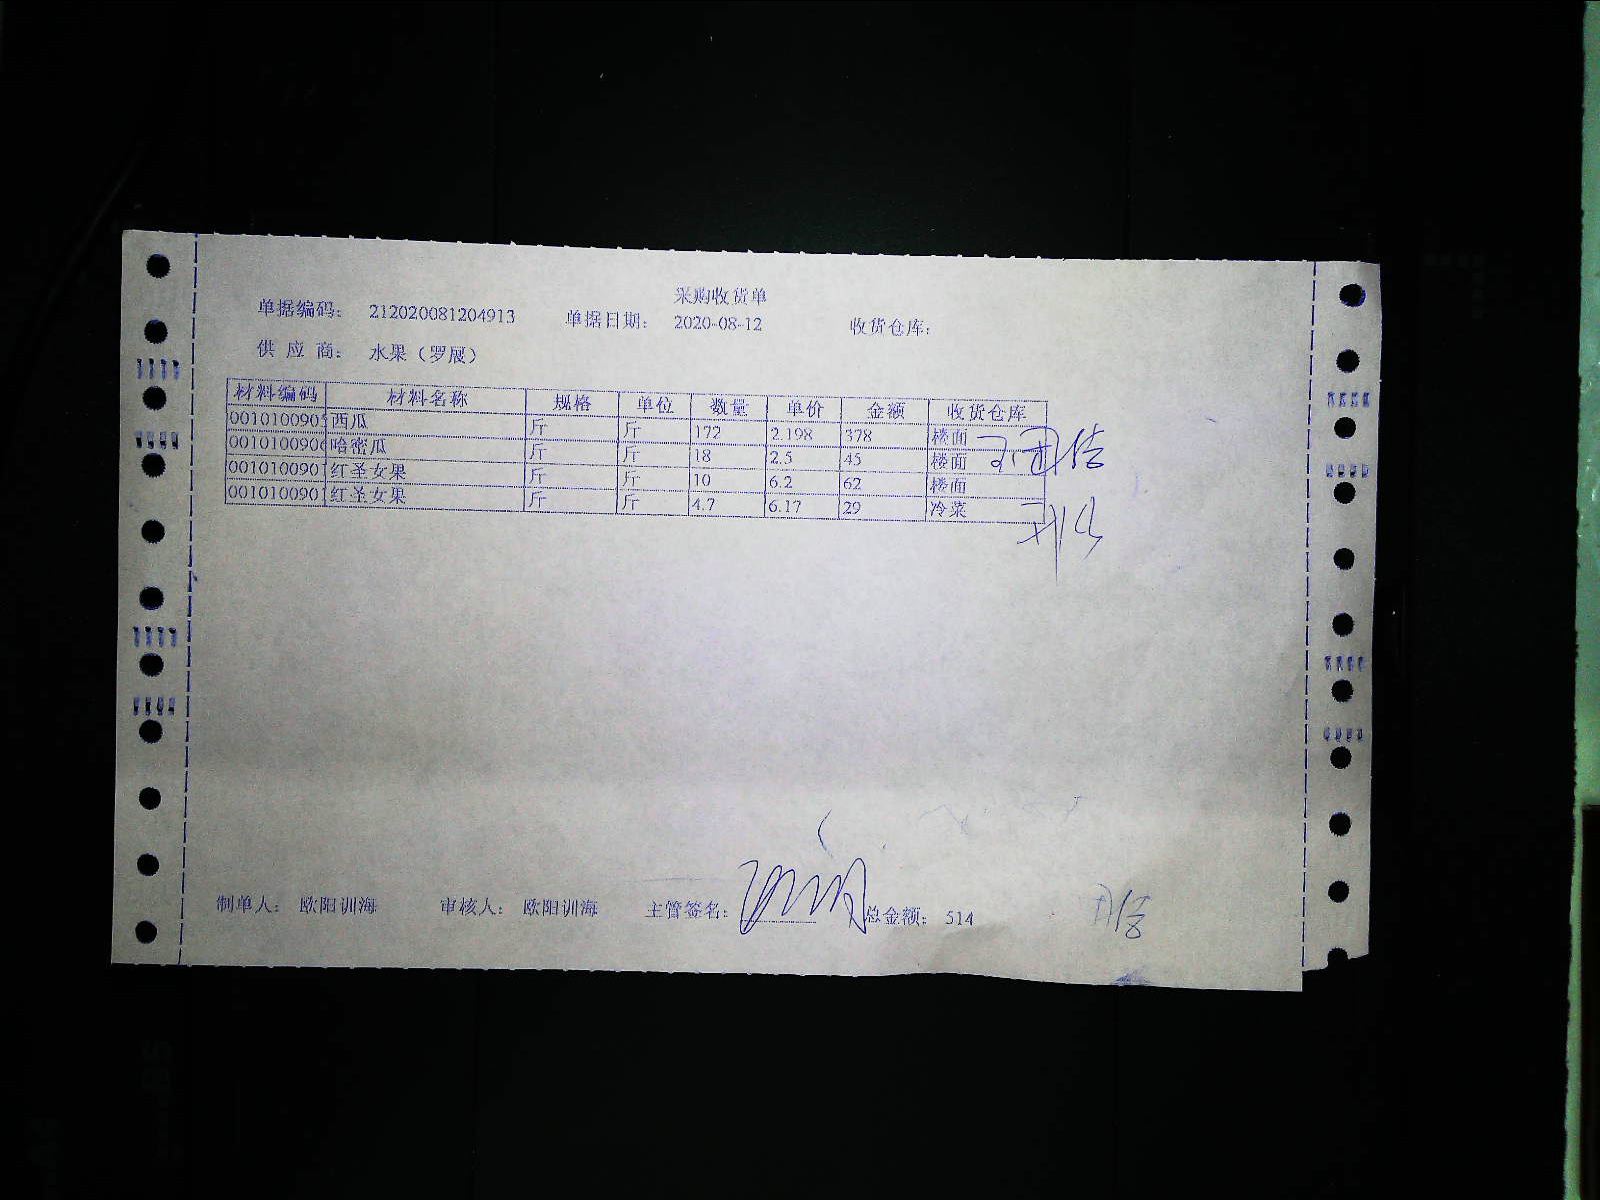 采购收货单
单据编码： 212020081204913 单据日期： 2020-08-12 收货仓库：
供 应 商： 水果（罗展）
材料编码 材料名称 规格 单位 数量 单价 金额 收货仓库
0010100905 西瓜 斤 斤 172 2.198 378 楼面
0010100906 哈密瓜 斤 斤 18 2.5 45 楼面
001010090 红圣女果 斤 斤 10 6.2 62 楼面
001010090 红圣女果 斤 斤 4.7 6.17 29 冷菜
制单人： 欧阳训海 审核人： 欧阳训海 主管签名： 总金额： 514